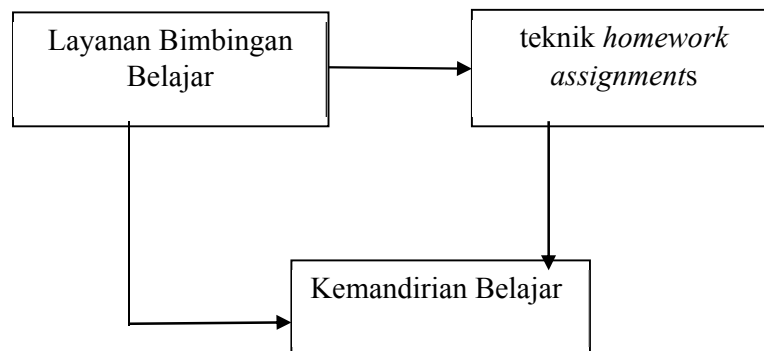 Layanan Bimbingan
Belajar
teknik homework
assignments
Kemandirian Belajar